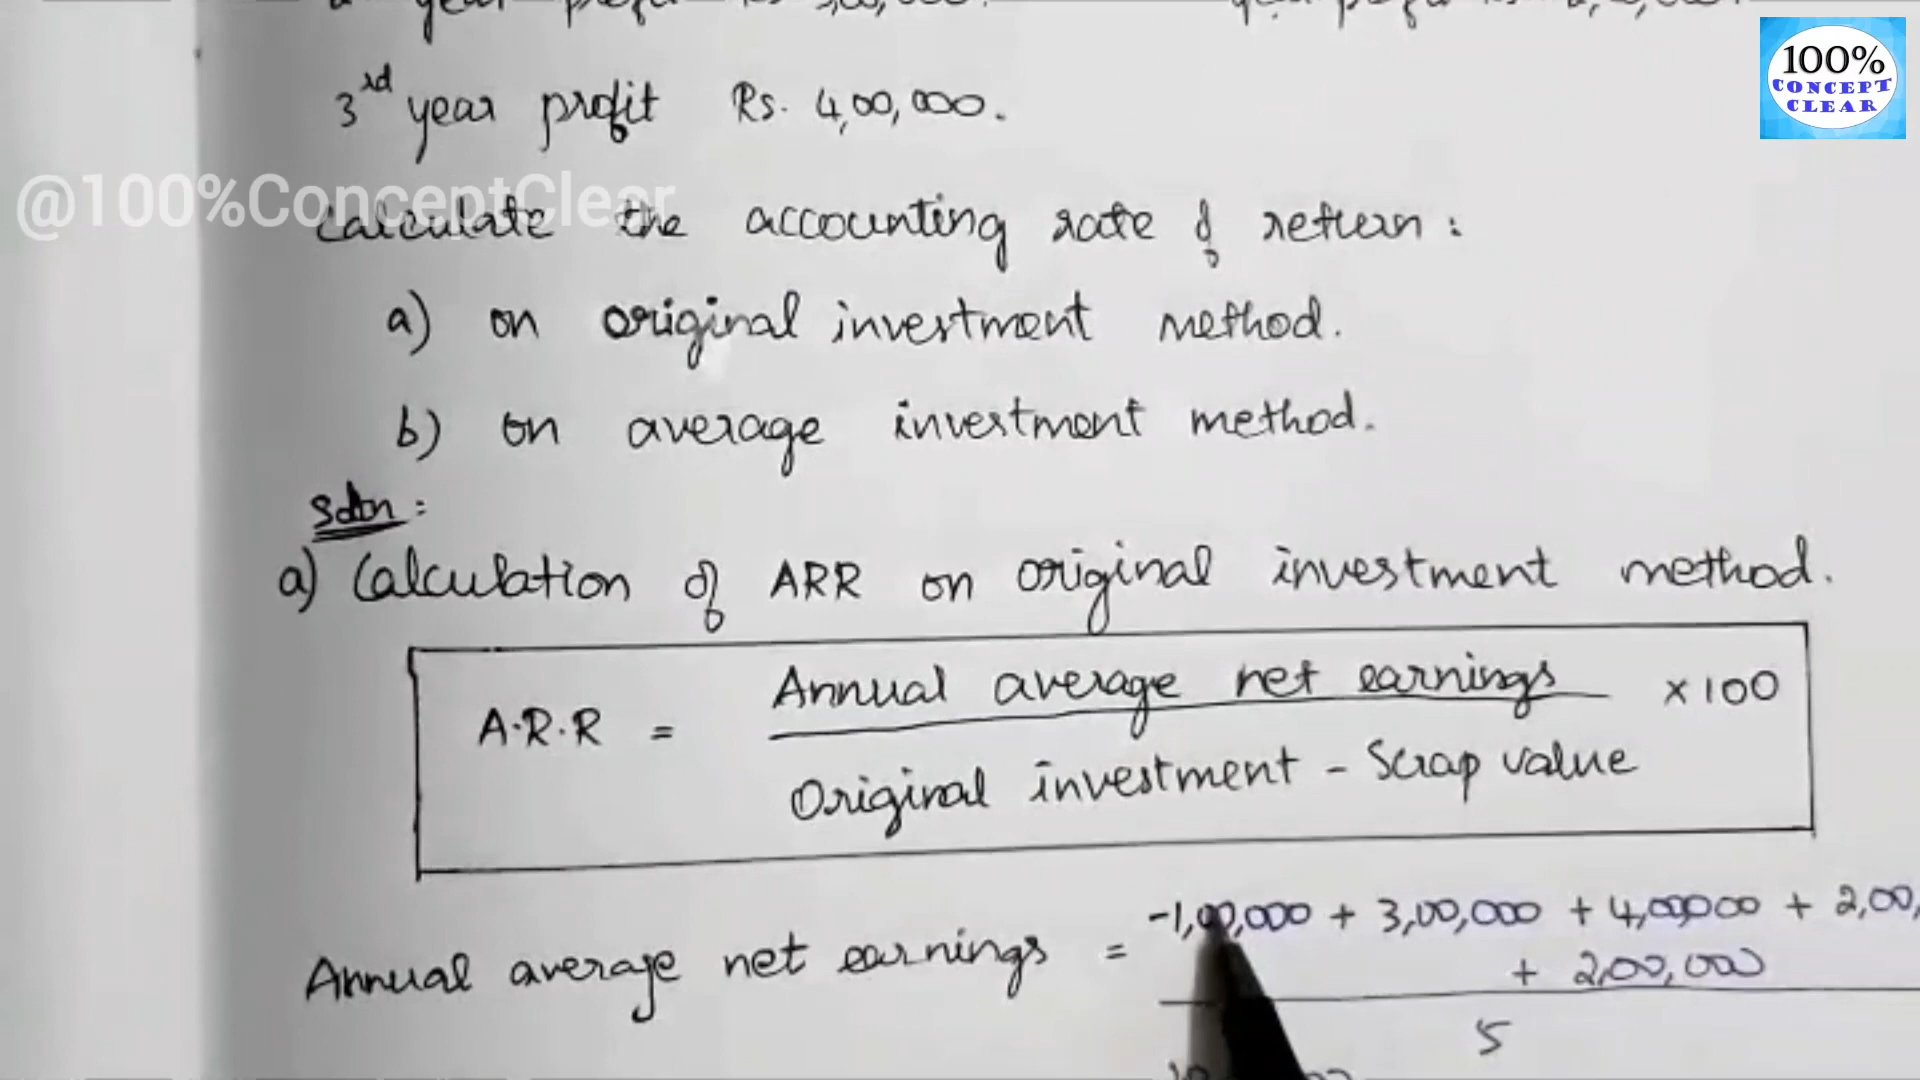 3rd year profit Rs. 4,00,000.
100%
CONCEPT
CLEAR
@100%ConceptClear
Calculate the accounting rate of return :
a) on original investment method.
b) on average investment method.
Soln :
a) Calculation of ARR on original investment method.
A.R.R = Annual average net earnings x 100
Original investment - Scrap value
Annual average net earnings = -1,00,000 + 3,00,000 + 4,00,000 + 2,00,
+ 2,00,000
5